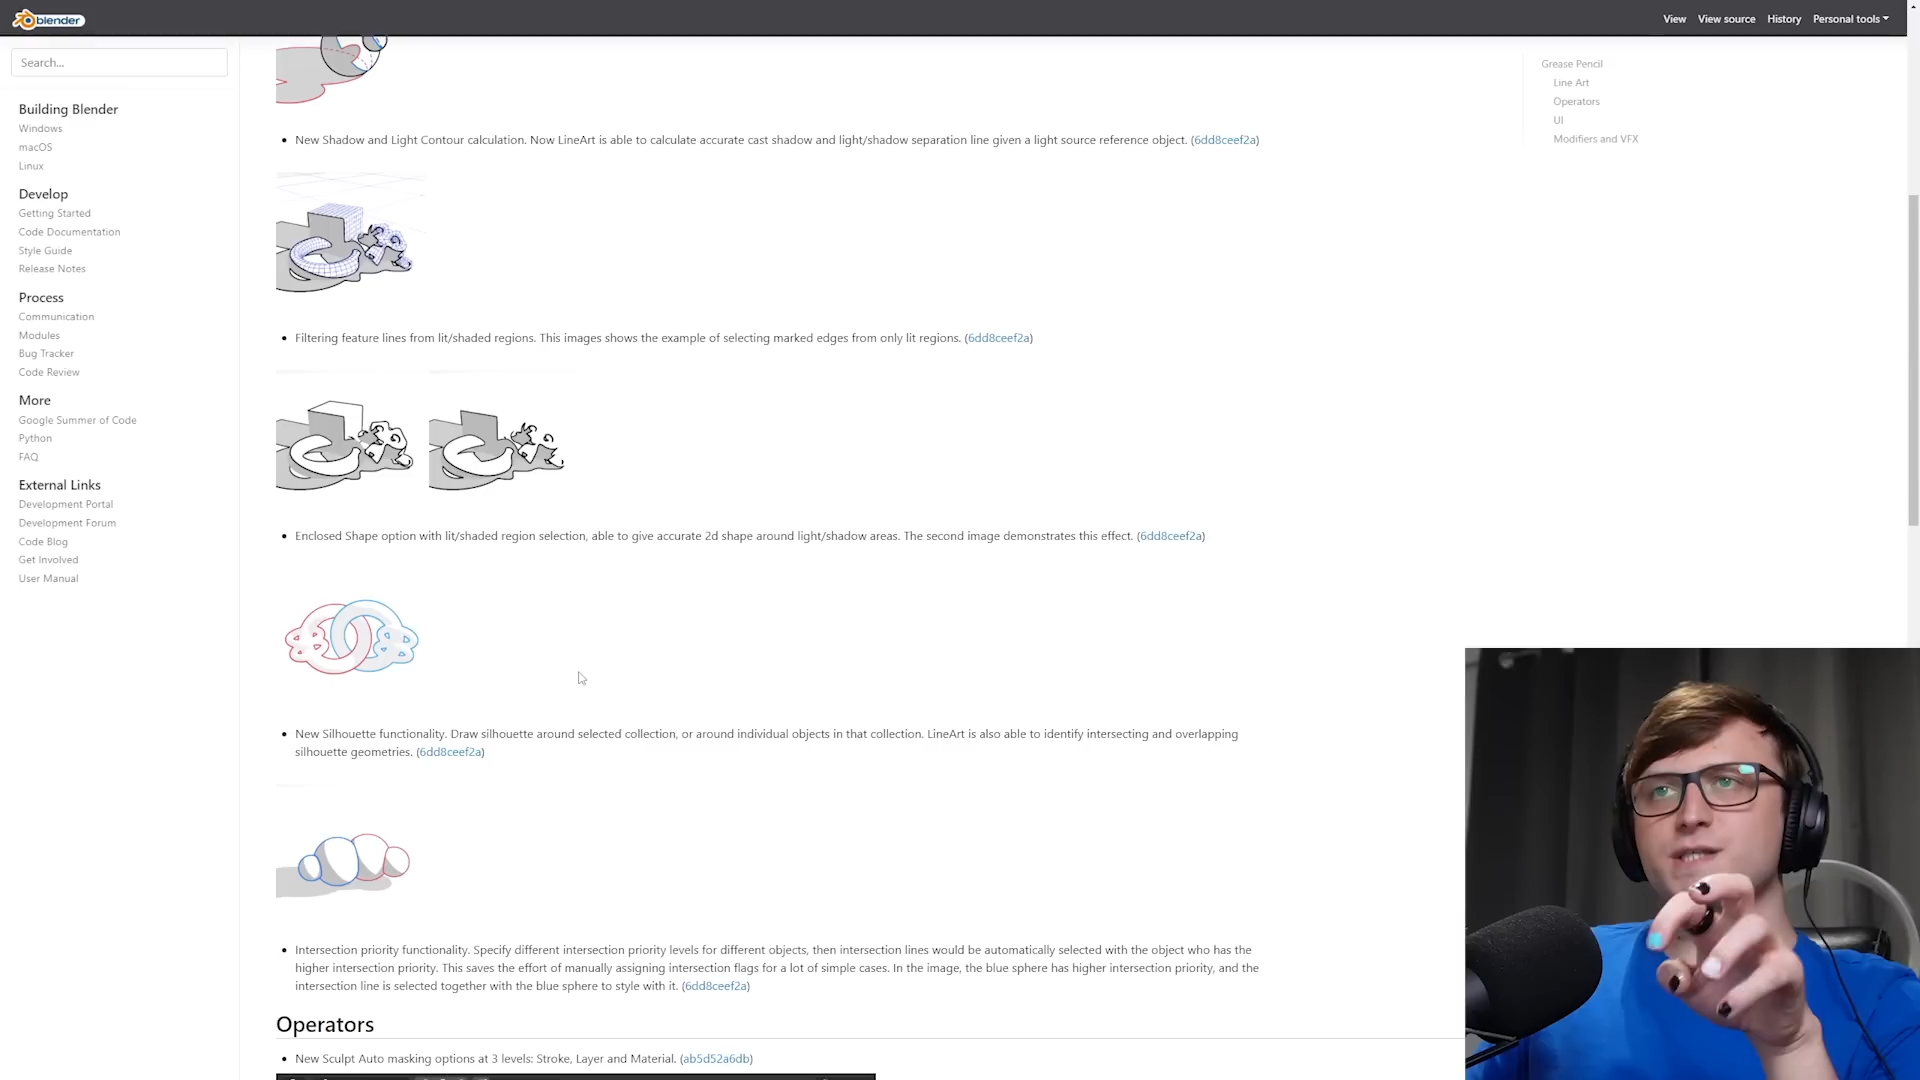 blender
View View source History Personal tools
Search...
Building Blender
Windows
macOS
Linux
Develop
Getting Started
Code Documentation
Style Guide
Release Notes
Process
Communication
Modules
Bug Tracker
Code Review
More
Google Summer of Code
Python
FAQ
External Links
Development Portal
Development Forum
Code Blog
Get Involved
User Manual
New Shadow and Light Contour calculation. Now LineArt is able to calculate accurate cast shadow and light/shadow separation line given a light source reference object. (6dd8ceef2a)
Filtering feature lines from lit/shaded regions. This images shows the example of selecting marked edges from only lit regions. (6dd8ceef2a)
Enclosed Shape option with lit/shaded region selection, able to give accurate 2d shape around light/shadow areas. The second image demonstrates this effect. (6dd8ceef2a)
New Silhouette functionality. Draw silhouette around selected collection, or around individual objects in that collection. LineArt is also able to identify intersecting and overlapping
silhouette geometries. (6dd8ceef2a)
Intersection priority functionality. Specify different intersection priority levels for different objects, then intersection lines would be automatically selected with the object who has the
higher intersection priority. This saves the effort of manually assigning intersection flags for a lot of simple cases. In the image, the blue sphere has higher intersection priority, and the
intersection line is selected together with the blue sphere to style with it. (6dd8ceef2a)
Operators
New Sculpt Auto masking options at 3 levels: Stroke, Layer and Material. (ab5d52a6db)
Grease Pencil
Line Art
Operators
UI
Modifiers and VFX